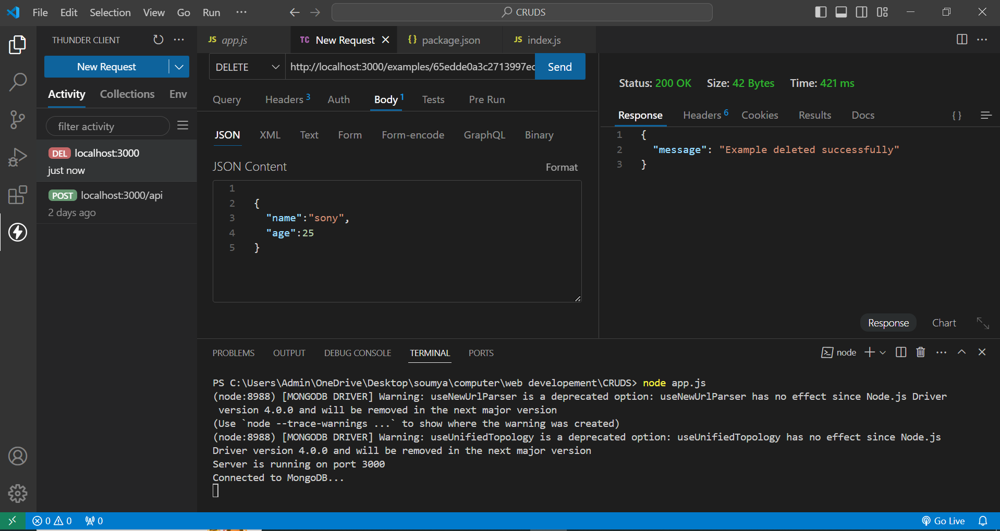 File Edit Selection View Go Run ··· CRUDS
THUNDER CLIENT ···
New Request
Activity Collections Env
filter activity
DEL localhost:3000
just now
POST localhost:3000/api
2 days ago
JS app.js TC New Request {} package.json JS index.js ···
DELETE http://localhost:3000/examples/65edde0a3c2713997ec Send
Query Headers 3 Auth Body 1 Tests Pre Run
JSON XML Text Form Form-encode GraphQL Binary
JSON Content Format
1
2 {
3 "name":"sony",
4 "age":25
5 }
Status: 200 OK Size: 42 Bytes Time: 421 ms
Response Headers 6 Cookies Results Docs {}
1 {
2 "message": "Example deleted successfully"
3 }
Response Chart
PROBLEMS OUTPUT DEBUG CONSOLE TERMINAL PORTS node ···
PS C:\Users\Admin\OneDrive\Desktop\soumya\computer\web developement\CRUDS> node app.js
(node:8988) [MONGODB DRIVER] Warning: useNewUrlParser is a deprecated option: useNewUrlParser has no effect since Node.js Driver
version 4.0.0 and will be removed in the next major version
(Use `node --trace-warnings ...` to show where the warning was created)
(node:8988) [MONGODB DRIVER] Warning: useUnifiedTopology is a deprecated option: useUnifiedTopology has no effect since Node.js
Driver version 4.0.0 and will be removed in the next major version
Server is running on port 3000
Connected to MongoDB...
0 0 0 Go Live